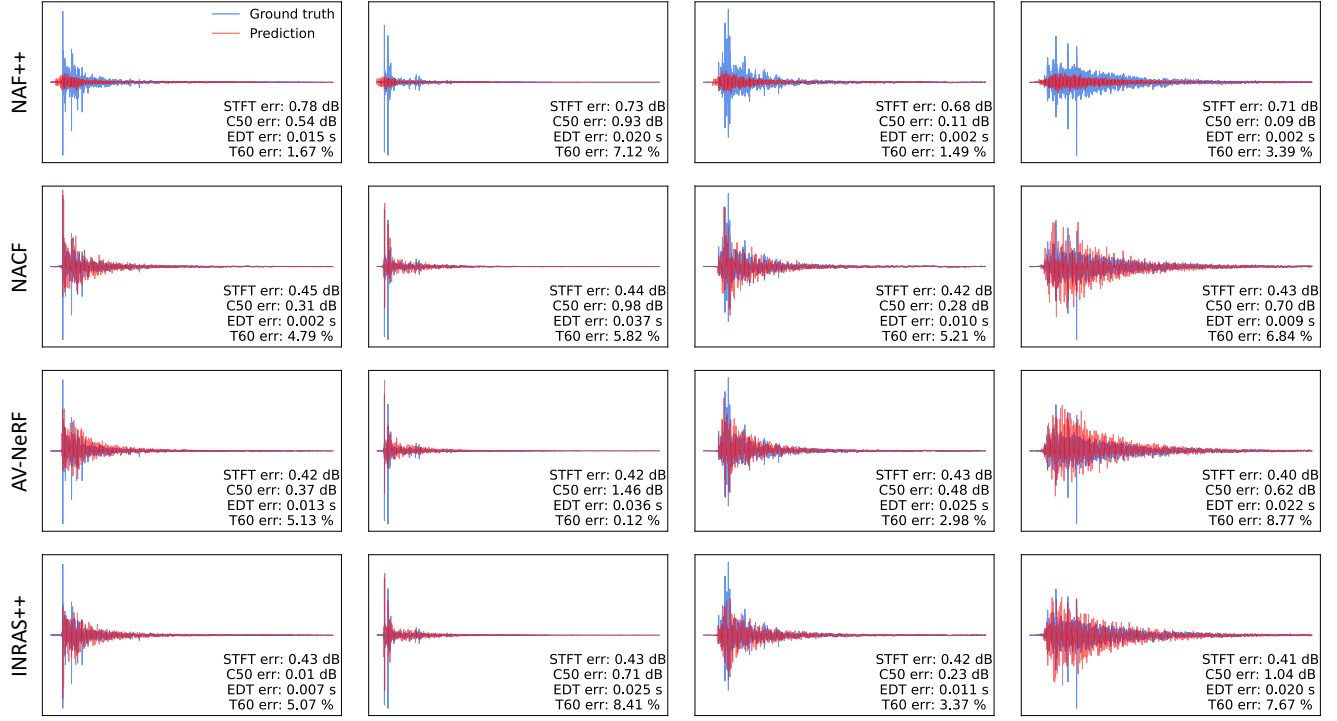 Ground truth
Prediction
NAF++
STFT err: 0.78 dB
C50 err: 0.54 dB
EDT err: 0.015 s
T60 err: 1.67 %
STFT err: 0.73 dB
C50 err: 0.93 dB
EDT err: 0.020 s
T60 err: 7.12 %
STFT err: 0.68 dB
C50 err: 0.11 dB
EDT err: 0.002 s
T60 err: 1.49 %
STFT err: 0.71 dB
C50 err: 0.09 dB
EDT err: 0.002 s
T60 err: 3.39 %
NACF
STFT err: 0.45 dB
C50 err: 0.31 dB
EDT err: 0.002 s
T60 err: 4.79 %
STFT err: 0.44 dB
C50 err: 0.98 dB
EDT err: 0.037 s
T60 err: 5.82 %
STFT err: 0.42 dB
C50 err: 0.28 dB
EDT err: 0.010 s
T60 err: 5.21 %
STFT err: 0.43 dB
C50 err: 0.70 dB
EDT err: 0.009 s
T60 err: 6.84 %
AV-NeRF
STFT err: 0.42 dB
C50 err: 0.37 dB
EDT err: 0.013 s
T60 err: 5.13 %
STFT err: 0.42 dB
C50 err: 1.46 dB
EDT err: 0.036 s
T60 err: 0.12 %
STFT err: 0.43 dB
C50 err: 0.48 dB
EDT err: 0.025 s
T60 err: 2.98 %
STFT err: 0.40 dB
C50 err: 0.62 dB
EDT err: 0.022 s
T60 err: 8.77 %
INRAS++
STFT err: 0.43 dB
C50 err: 0.01 dB
EDT err: 0.007 s
T60 err: 5.07 %
STFT err: 0.43 dB
C50 err: 0.71 dB
EDT err: 0.025 s
T60 err: 8.41 %
STFT err: 0.42 dB
C50 err: 0.23 dB
EDT err: 0.011 s
T60 err: 3.37 %
STFT err: 0.41 dB
C50 err: 1.04 dB
EDT err: 0.020 s
T60 err: 7.67 %